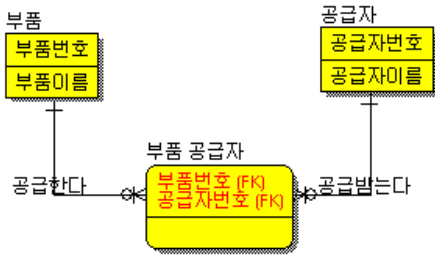 부품
부품번호
부품이름
공급자
공급자번호
공급자이름
부품 공급자
부품번호 (FK)
공급자번호 (FK)
공급한다
공급받는다